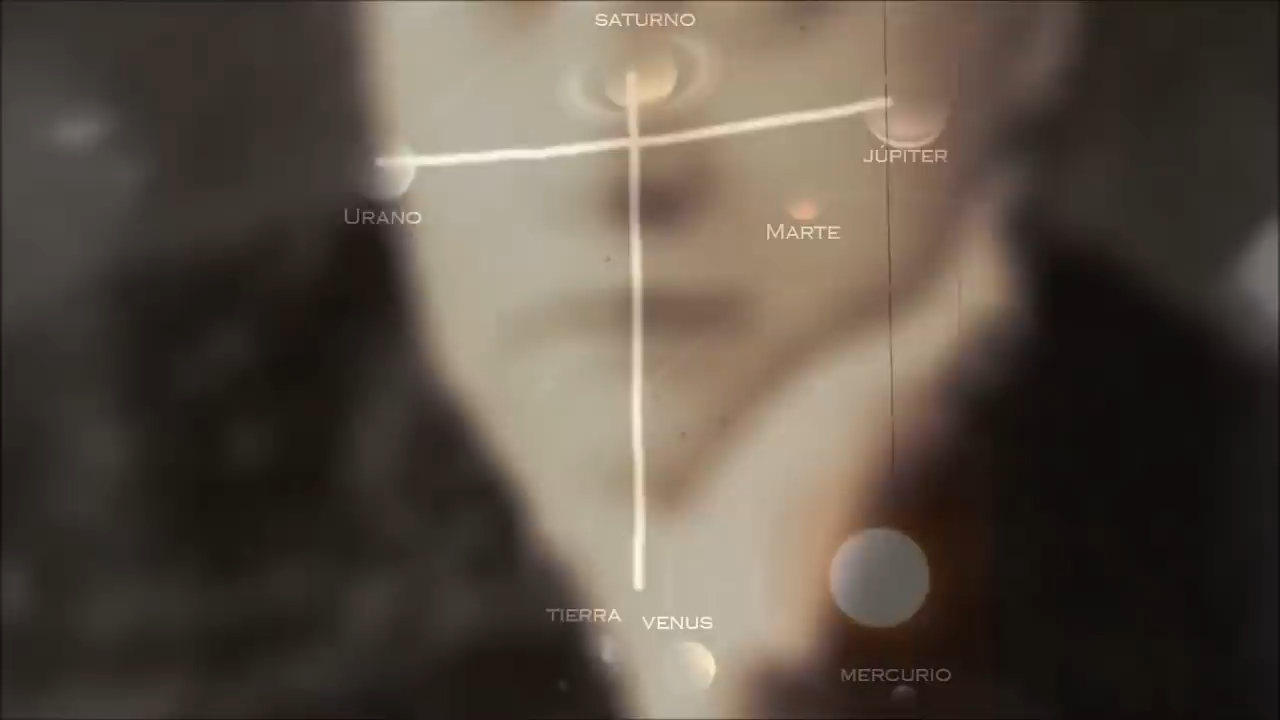 SATURNO
JÚPITER
URANO
MARTE
TIERRA
VENUS
MERCURIO